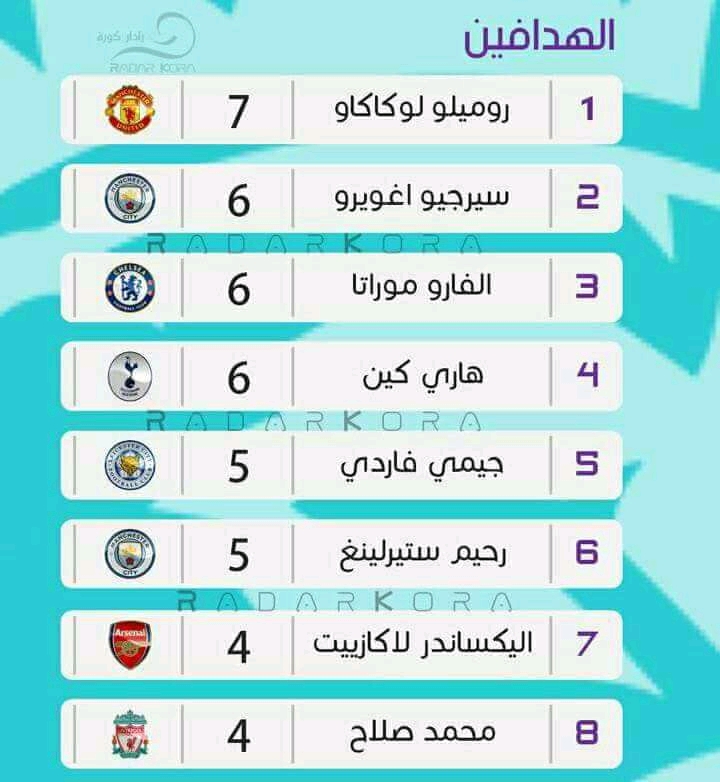 الهدافين
رادار كورة
RADAR KORA
1 روميلو لوكاكاو 7
MANCHESTER UNITED
2 سيرجيو اغويرو 6
MANCHESTER CITY
RADARKORA
3 الفارو موراتا 6
CHELSEA FOOTBALL CLUB
4 هاري كين 6
RADARKORA
5 جيمي فاردي 5
LEICESTER CITY FOOTBALL CLUB
6 رحيم ستيرلينغ 5
MANCHESTER CITY
RADARKORA
7 اليكساندر لاكازييت 4
Arsenal
8 محمد صلاح 4